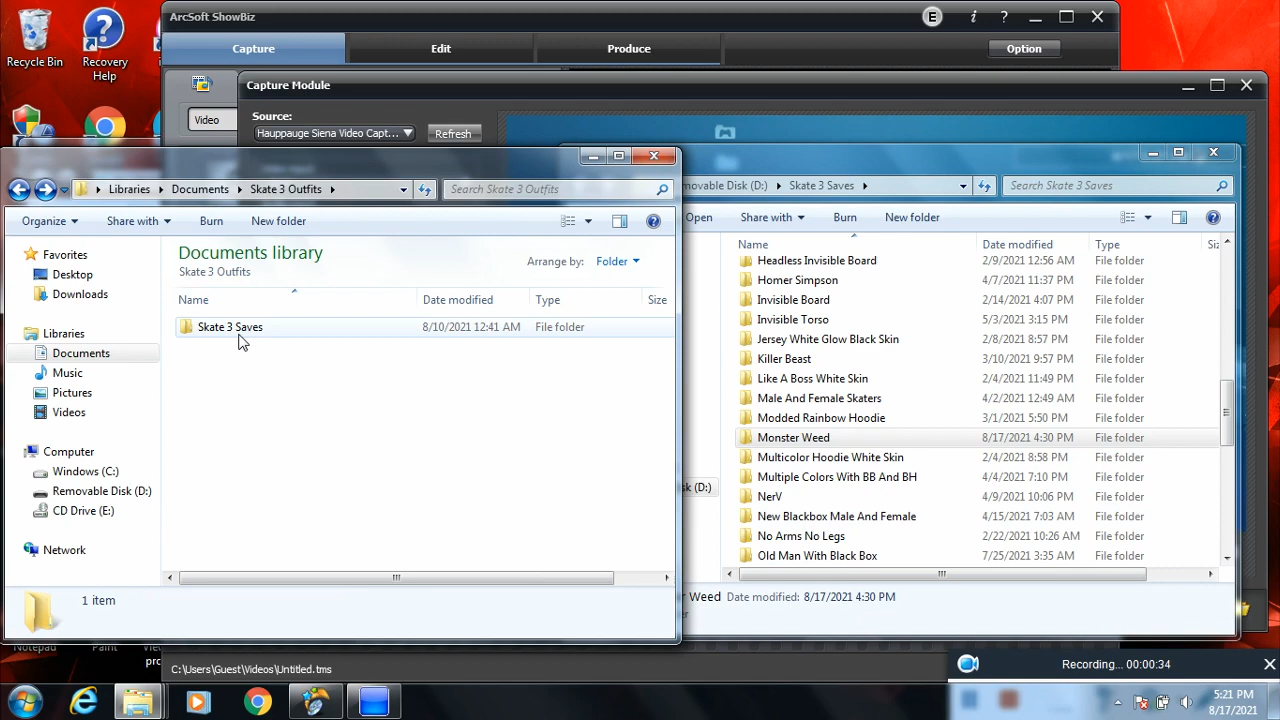 Recycle Bin
Recovery
Help
ArcSoft ShowBiz
E
i
?
Capture
Edit
Produce
Option
Video
Capture Module
Source:
Hauppauge Siena Video Capt...
Refresh
Libraries
Documents
Skate 3 Outfits
Search Skate 3 Outfits
Organize
Share with
Burn
New folder
Favorites
Desktop
Downloads
Libraries
Documents
Music
Pictures
Videos
Computer
Windows (C:)
Removable Disk (D:)
CD Drive (E:)
Network
Documents library
Skate 3 Outfits
Arrange by: Folder
Name Date modified Type Size
Skate 3 Saves 8/10/2021 12:41 AM File folder
1 item
movable Disk (D:)
Skate 3 Saves
Search Skate 3 Saves
Open
Share with
Burn
New folder
sk (D:)
Name Date modified Type Siz
Headless Invisible Board 2/9/2021 12:56 AM File folder
Homer Simpson 4/7/2021 11:37 PM File folder
Invisible Board 2/14/2021 4:07 PM File folder
Invisible Torso 5/3/2021 3:15 PM File folder
Jersey White Glow Black Skin 2/8/2021 8:57 PM File folder
Killer Beast 3/10/2021 9:57 PM File folder
Like A Boss White Skin 2/4/2021 11:49 PM File folder
Male And Female Skaters 4/2/2021 12:49 AM File folder
Modded Rainbow Hoodie 3/1/2021 5:50 PM File folder
Monster Weed 8/17/2021 4:30 PM File folder
Multicolor Hoodie White Skin 2/4/2021 8:58 PM File folder
Multiple Colors With BB And BH 4/4/2021 7:10 PM File folder
NerV 4/9/2021 10:06 PM File folder
New Blackbox Male And Female 4/15/2021 7:03 AM File folder
No Arms No Legs 2/22/2021 10:26 AM File folder
Old Man With Black Box 7/25/2021 3:35 AM File folder
r Weed Date modified: 8/17/2021 4:30 PM
Notepad
Paint
C:\Users\Guest\Videos\Untitled.tms
Recording... 00:00:34
5:21 PM
8/17/2021